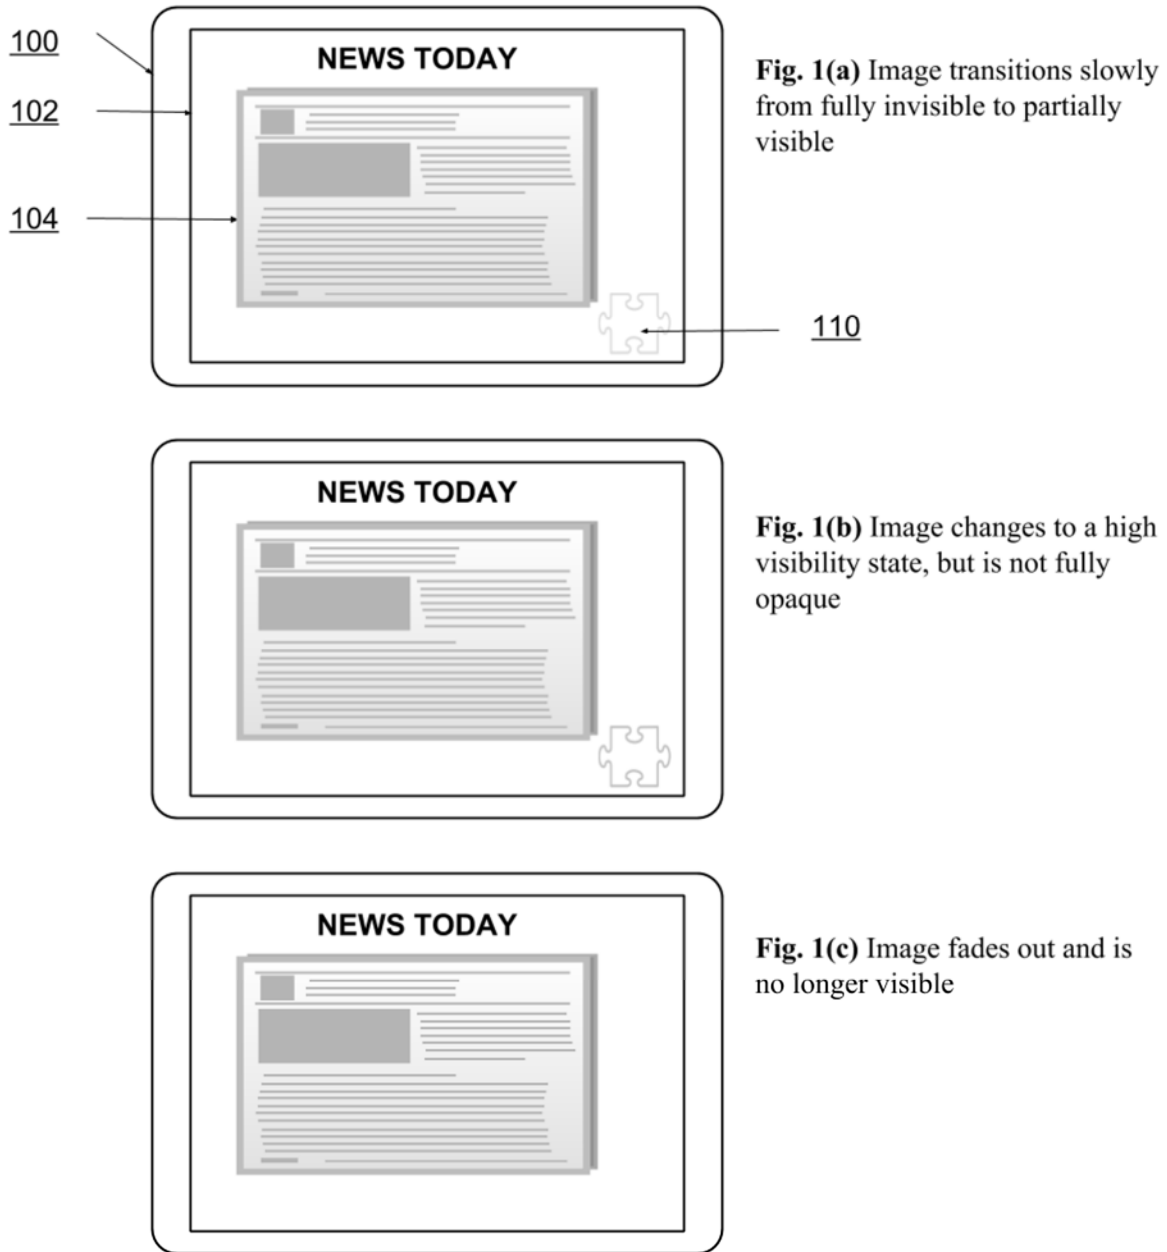 100
NEWS TODAY
102
104
110
Fig. 1(a) Image transitions slowly
from fully invisible to partially
visible
NEWS TODAY
Fig. 1(b) Image changes to a high
visibility state, but is not fully
opaque
NEWS TODAY
Fig. 1(c) Image fades out and is
no longer visible